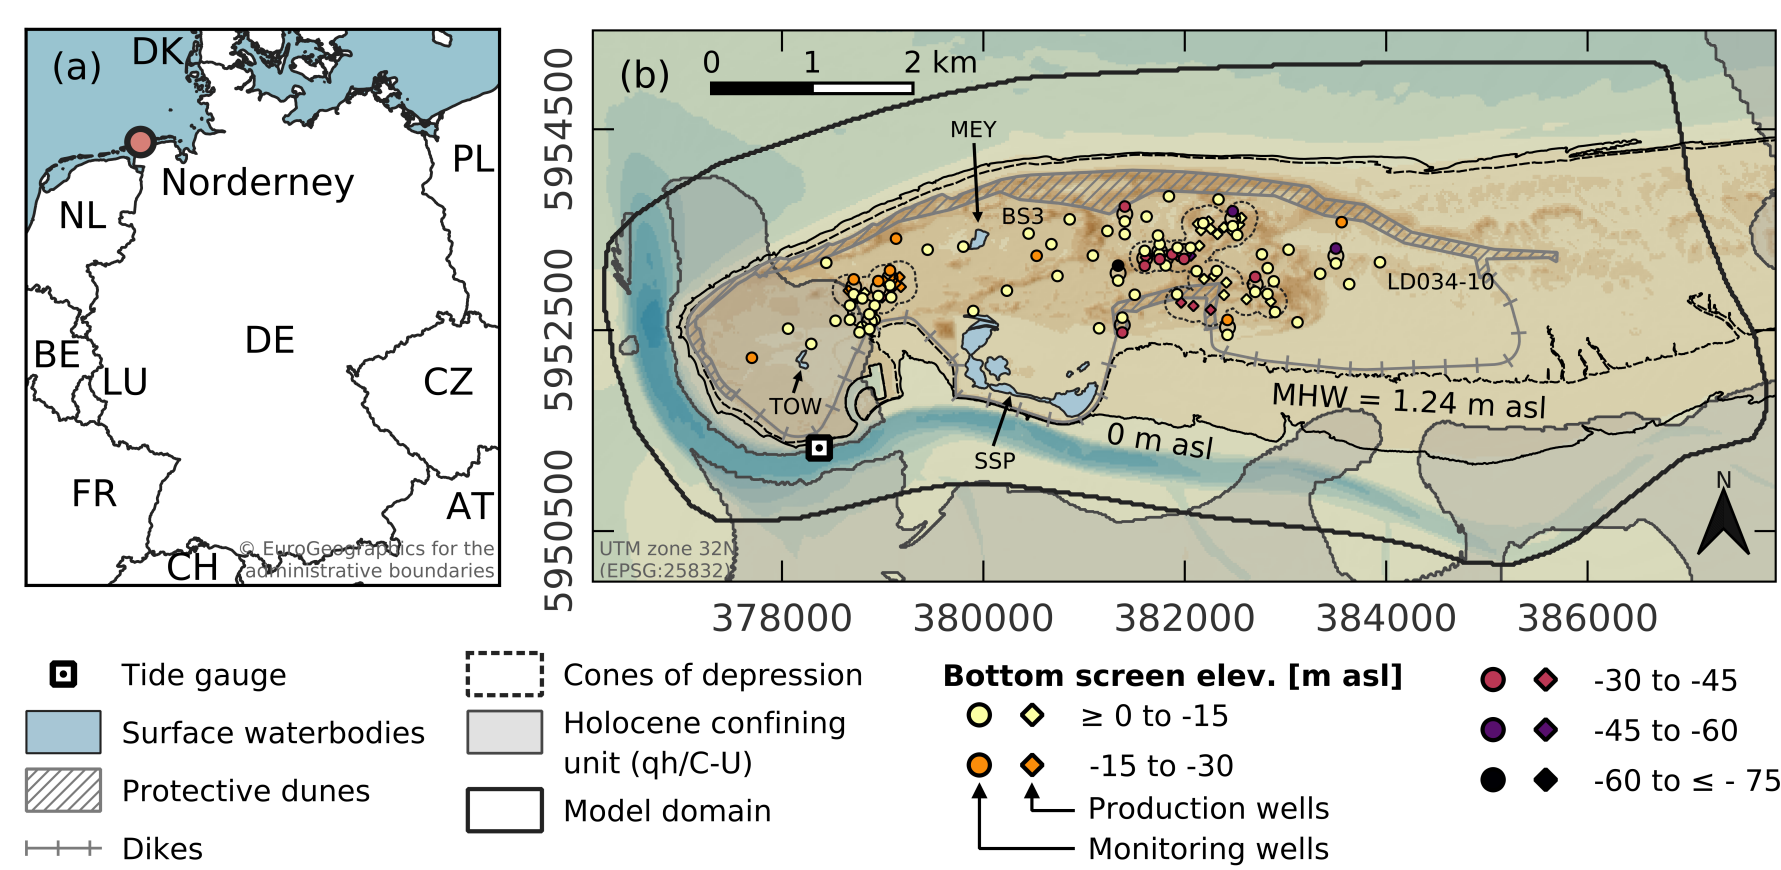 (a)
DK
PL
Norderney
NL
DE
BE
LU
CZ
FR
AT
CH
© EuroGeographics for the
administrative boundaries
(b)
0 1 2 km
MEY
BS3
LD034-10
TOW
SSP
MHW = 1.24 m asl
0 m asl
N
UTM zone 32N
(EPSG:25832)
5954500
5952500
5950500
378000 380000 382000 384000 386000
Tide gauge
Surface waterbodies
Protective dunes
Dikes
Cones of depression
Holocene confining
unit (qh/C-U)
Model domain
Bottom screen elev. [m asl]
≥ 0 to -15
-15 to -30
Production wells
Monitoring wells
-30 to -45
-45 to -60
-60 to ≤ - 75